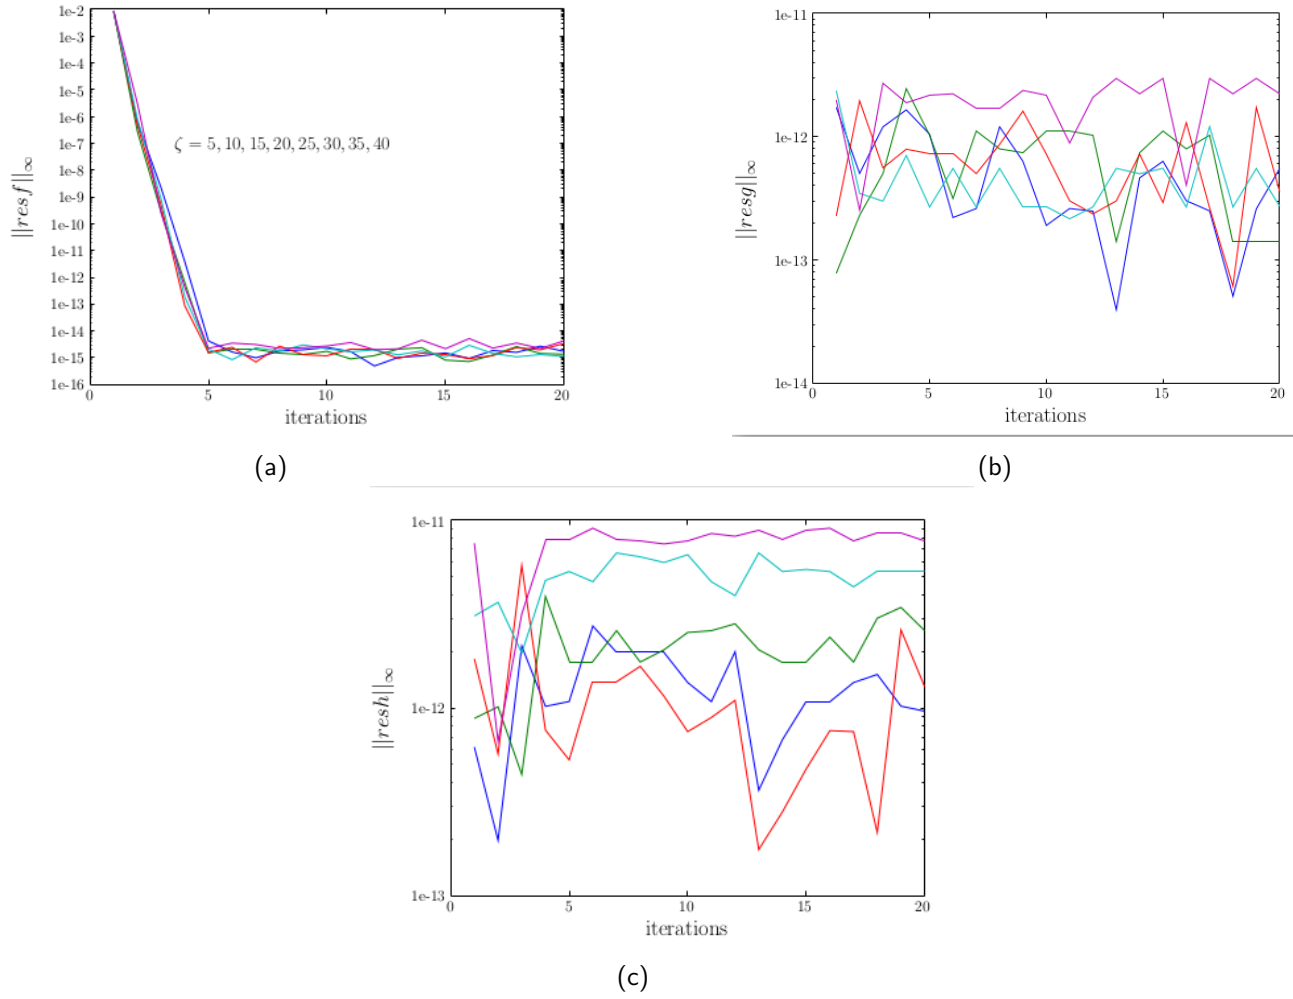 1e-2
1e-3
1e-4
1e-5
1e-6
1e-7
1e-8
1e-9
1e-10
1e-11
1e-12
1e-13
1e-14
1e-15
1e-16
||resf||∞
ζ = 5, 10, 15, 20, 25, 30, 35, 40
0 5 10 15 20
iterations
(a)
1e-11
1e-12
1e-13
1e-14
||resg||∞
0 5 10 15 20
iterations
(b)
1e-11
1e-12
1e-13
||resh||∞
0 5 10 15 20
iterations
(c)